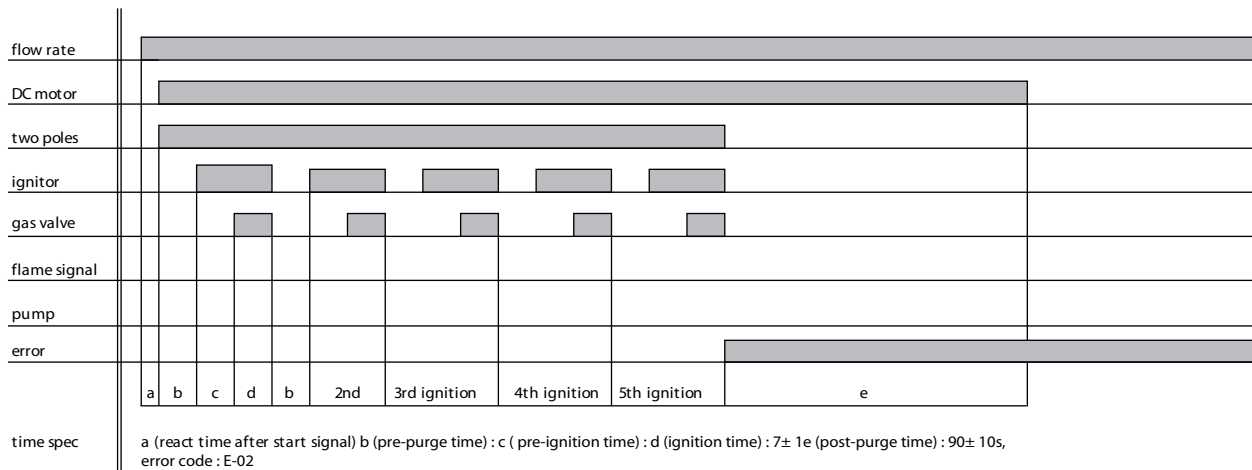 flow rate
DC motor
two poles
ignitor
gas valve
flame signal
pump
error
a b c d b 2nd 3rd ignition 4th ignition 5th ignition e
time spec a (react time after start signal) b (pre-purge time) : c ( pre-ignition time) : d (ignition time) : 7± 1e (post-purge time) : 90± 10s,
error code : E-02